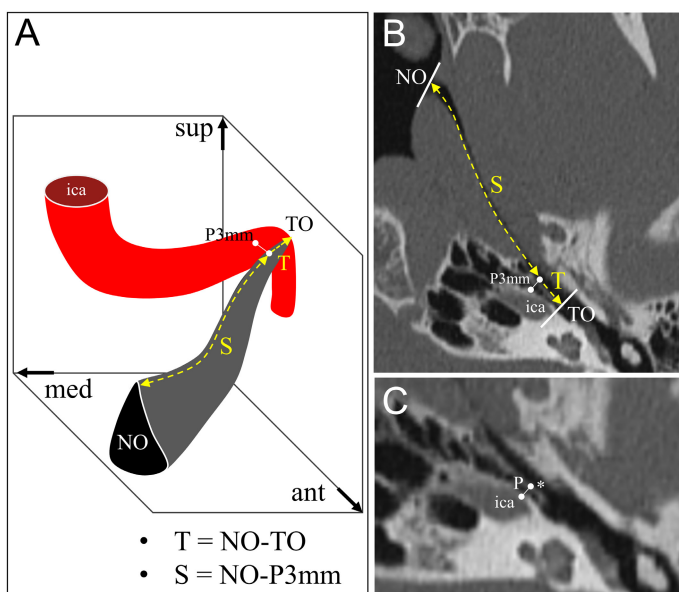 A
sup
ica
P3mm
TO
T
S
med
NO
ant
• T = NO-TO
• S = NO-P3mm
B
NO
S
P3mm
T
ica
TO
C
P *
ica